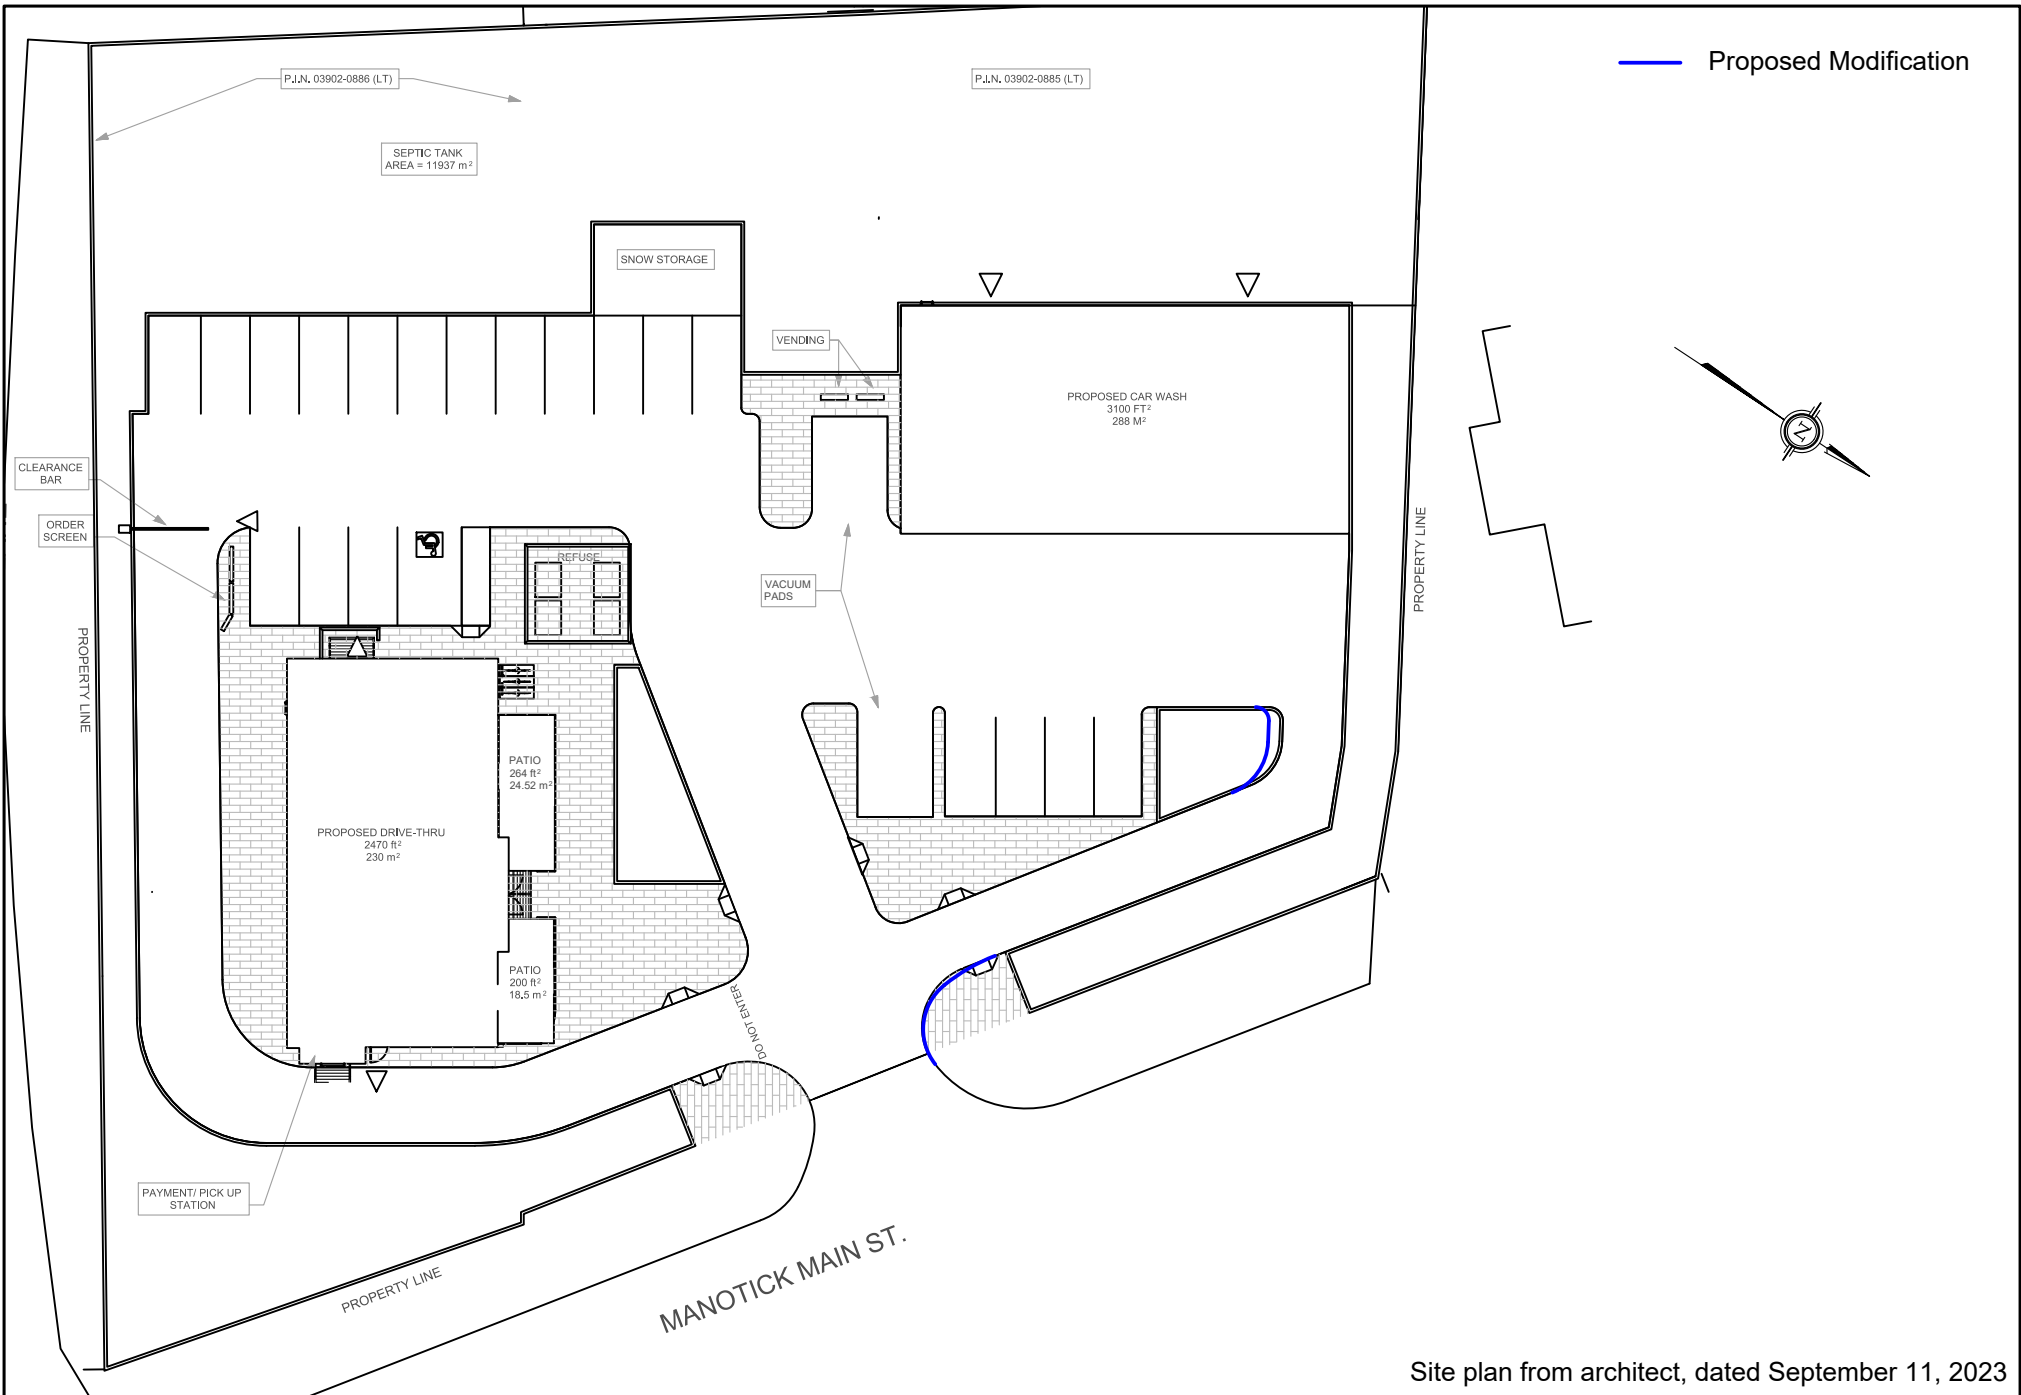 Proposed Modification
P.I.N. 03902-0886 (LT)
P.I.N. 03902-0885 (LT)
SEPTIC TANK
AREA = 11937 m²
SNOW STORAGE
VENDING
PROPOSED CAR WASH
3100 FT²
288 M²
N
CLEARANCE
BAR
ORDER
SCREEN
REFUSE
VACUUM
PADS
PROPERTY LINE
PROPERTY LINE
PATIO
264 ft²
24.52 m²
PROPOSED DRIVE-THRU
2470 ft²
230 m²
PATIO
200 ft²
18.5 m²
DO NOT ENTER
PAYMENT/ PICK UP
STATION
PROPERTY LINE
MANOTICK MAIN ST.
Site plan from architect, dated September 11, 2023